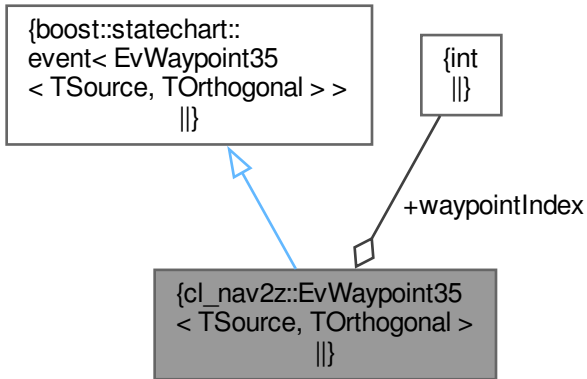 {boost::statechart::
event< EvWaypoint35
< TSource, TOrthogonal > >
||}
{int
||}
+waypointIndex
{cl_nav2z::EvWaypoint35
< TSource, TOrthogonal >
||}